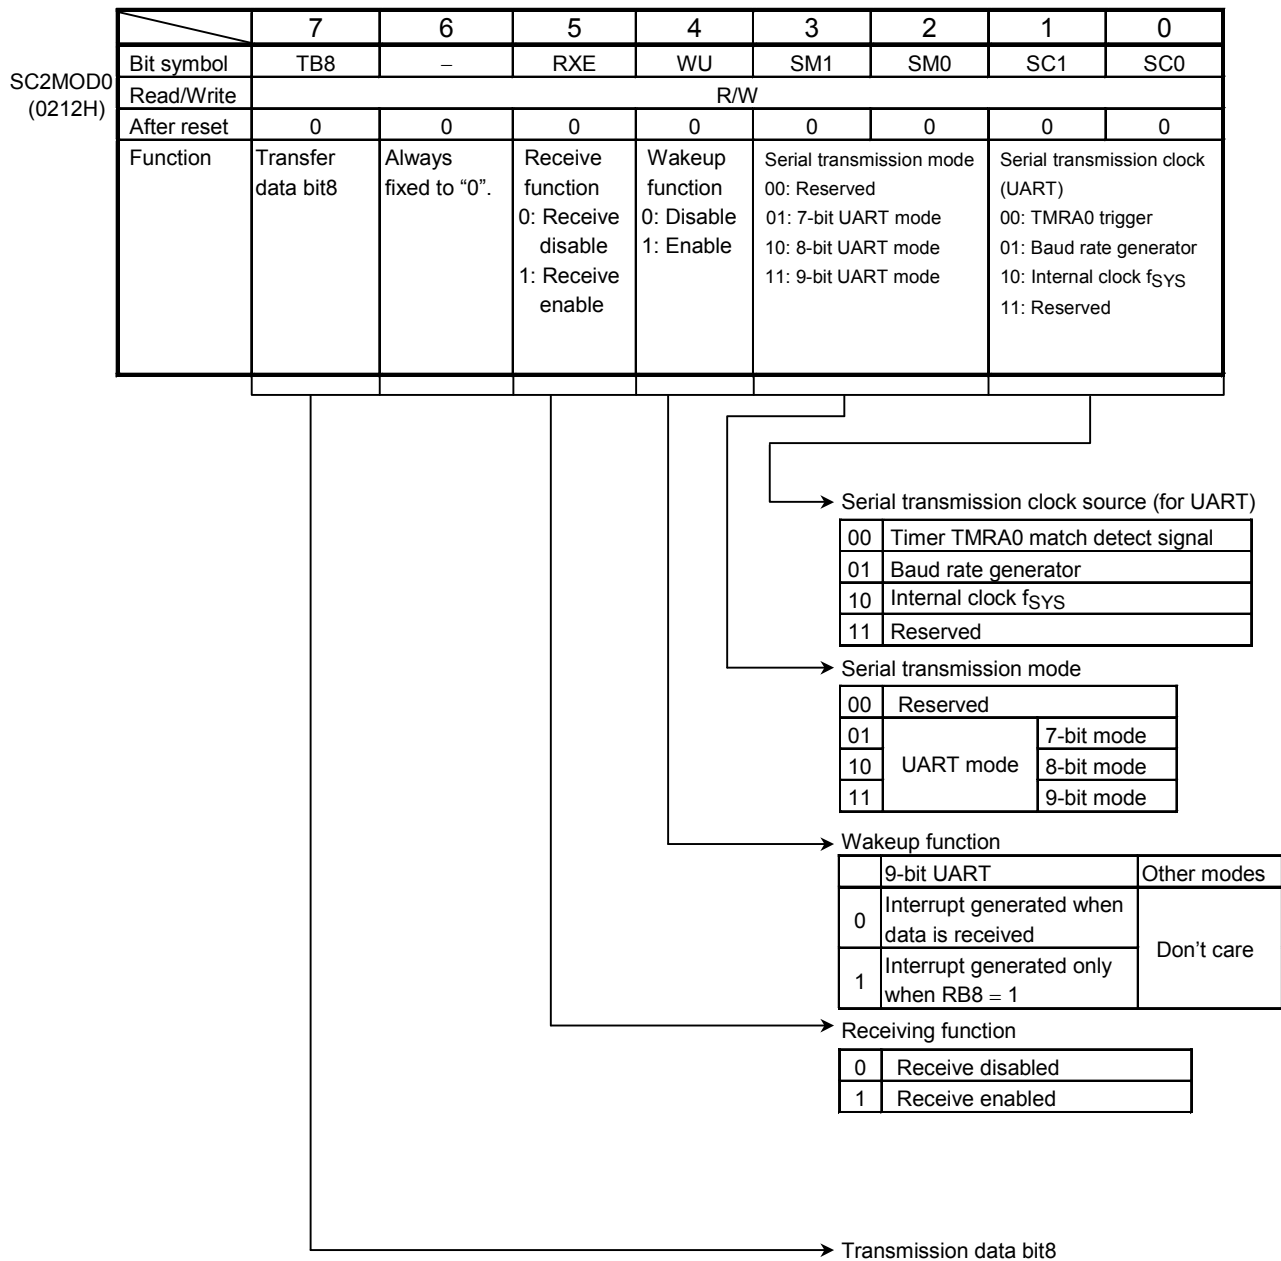 7 6 5 4 3 2 1 0
SC2MOD0
(0212H)
Bit symbol TB8 – RXE WU SM1 SM0 SC1 SC0
Read/Write R/W
After reset 0 0 0 0 0 0 0 0
Function
Transfer
data bit8
Always
fixed to “0”.
Receive
function
0: Receive
disable
1: Receive
enable
Wakeup
function
0: Disable
1: Enable
Serial transmission mode
00: Reserved
01: 7-bit UART mode
10: 8-bit UART mode
11: 9-bit UART mode
Serial transmission clock
(UART)
00: TMRA0 trigger
01: Baud rate generator
10: Internal clock fSYS
11: Reserved
Serial transmission clock source (for UART)
00 Timer TMRA0 match detect signal
01 Baud rate generator
10 Internal clock fSYS
11 Reserved
Serial transmission mode
00 Reserved
01 7-bit mode
10 UART mode 8-bit mode
11 9-bit mode
Wakeup function
9-bit UART Other modes
0 Interrupt generated when
data is received
Don’t care
1 Interrupt generated only
when RB8 = 1
Receiving function
0 Receive disabled
1 Receive enabled
Transmission data bit8